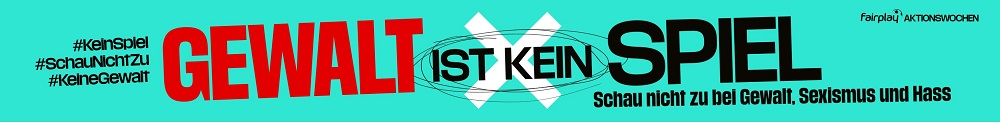 #KeinSpiel
#SchauNichtZu
#KeineGewalt
GEWALT IST KEIN SPIEL
Schau nicht zu bei Gewalt, Sexismus und Hass
fairplay AKTIONSWOCHEN